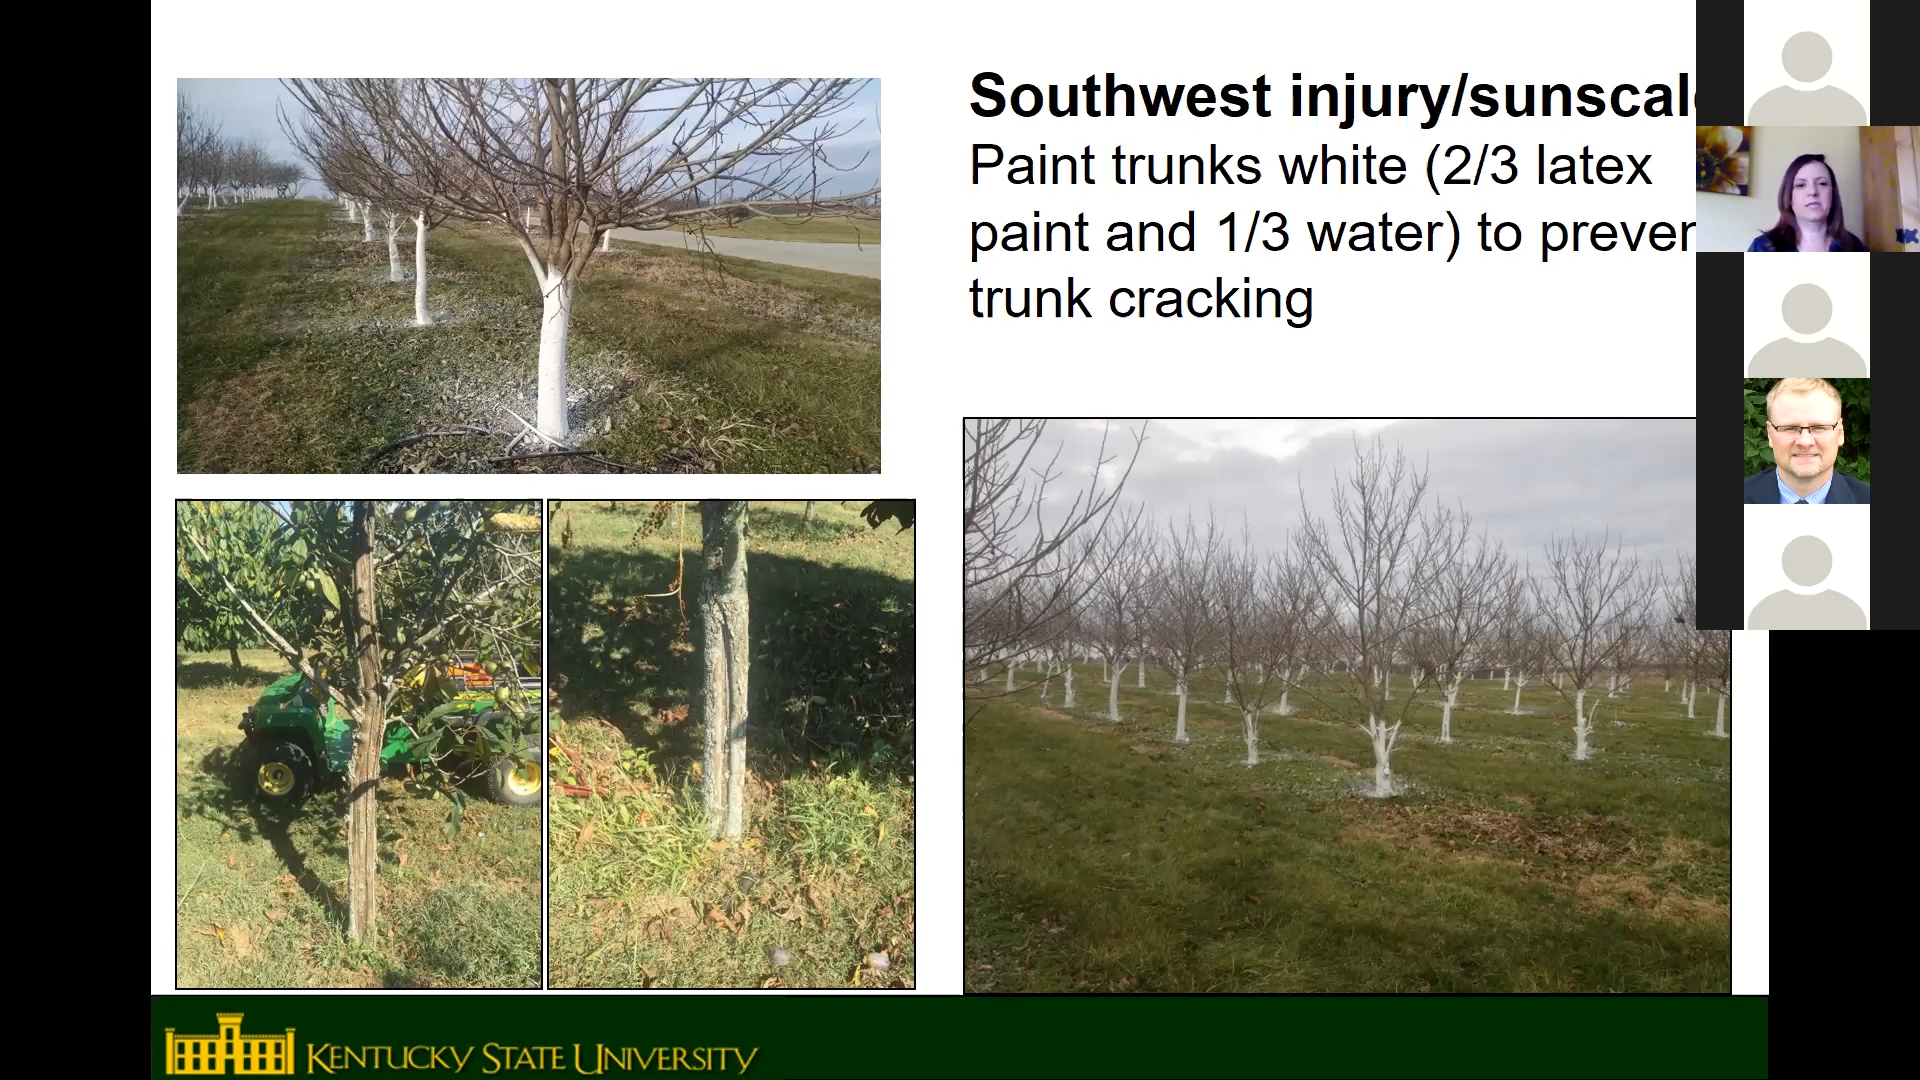 Southwest injury/sunscal
Paint trunks white (2/3 latex
paint and 1/3 water) to preven
trunk cracking
KENTUCKY STATE UNIVERSITY